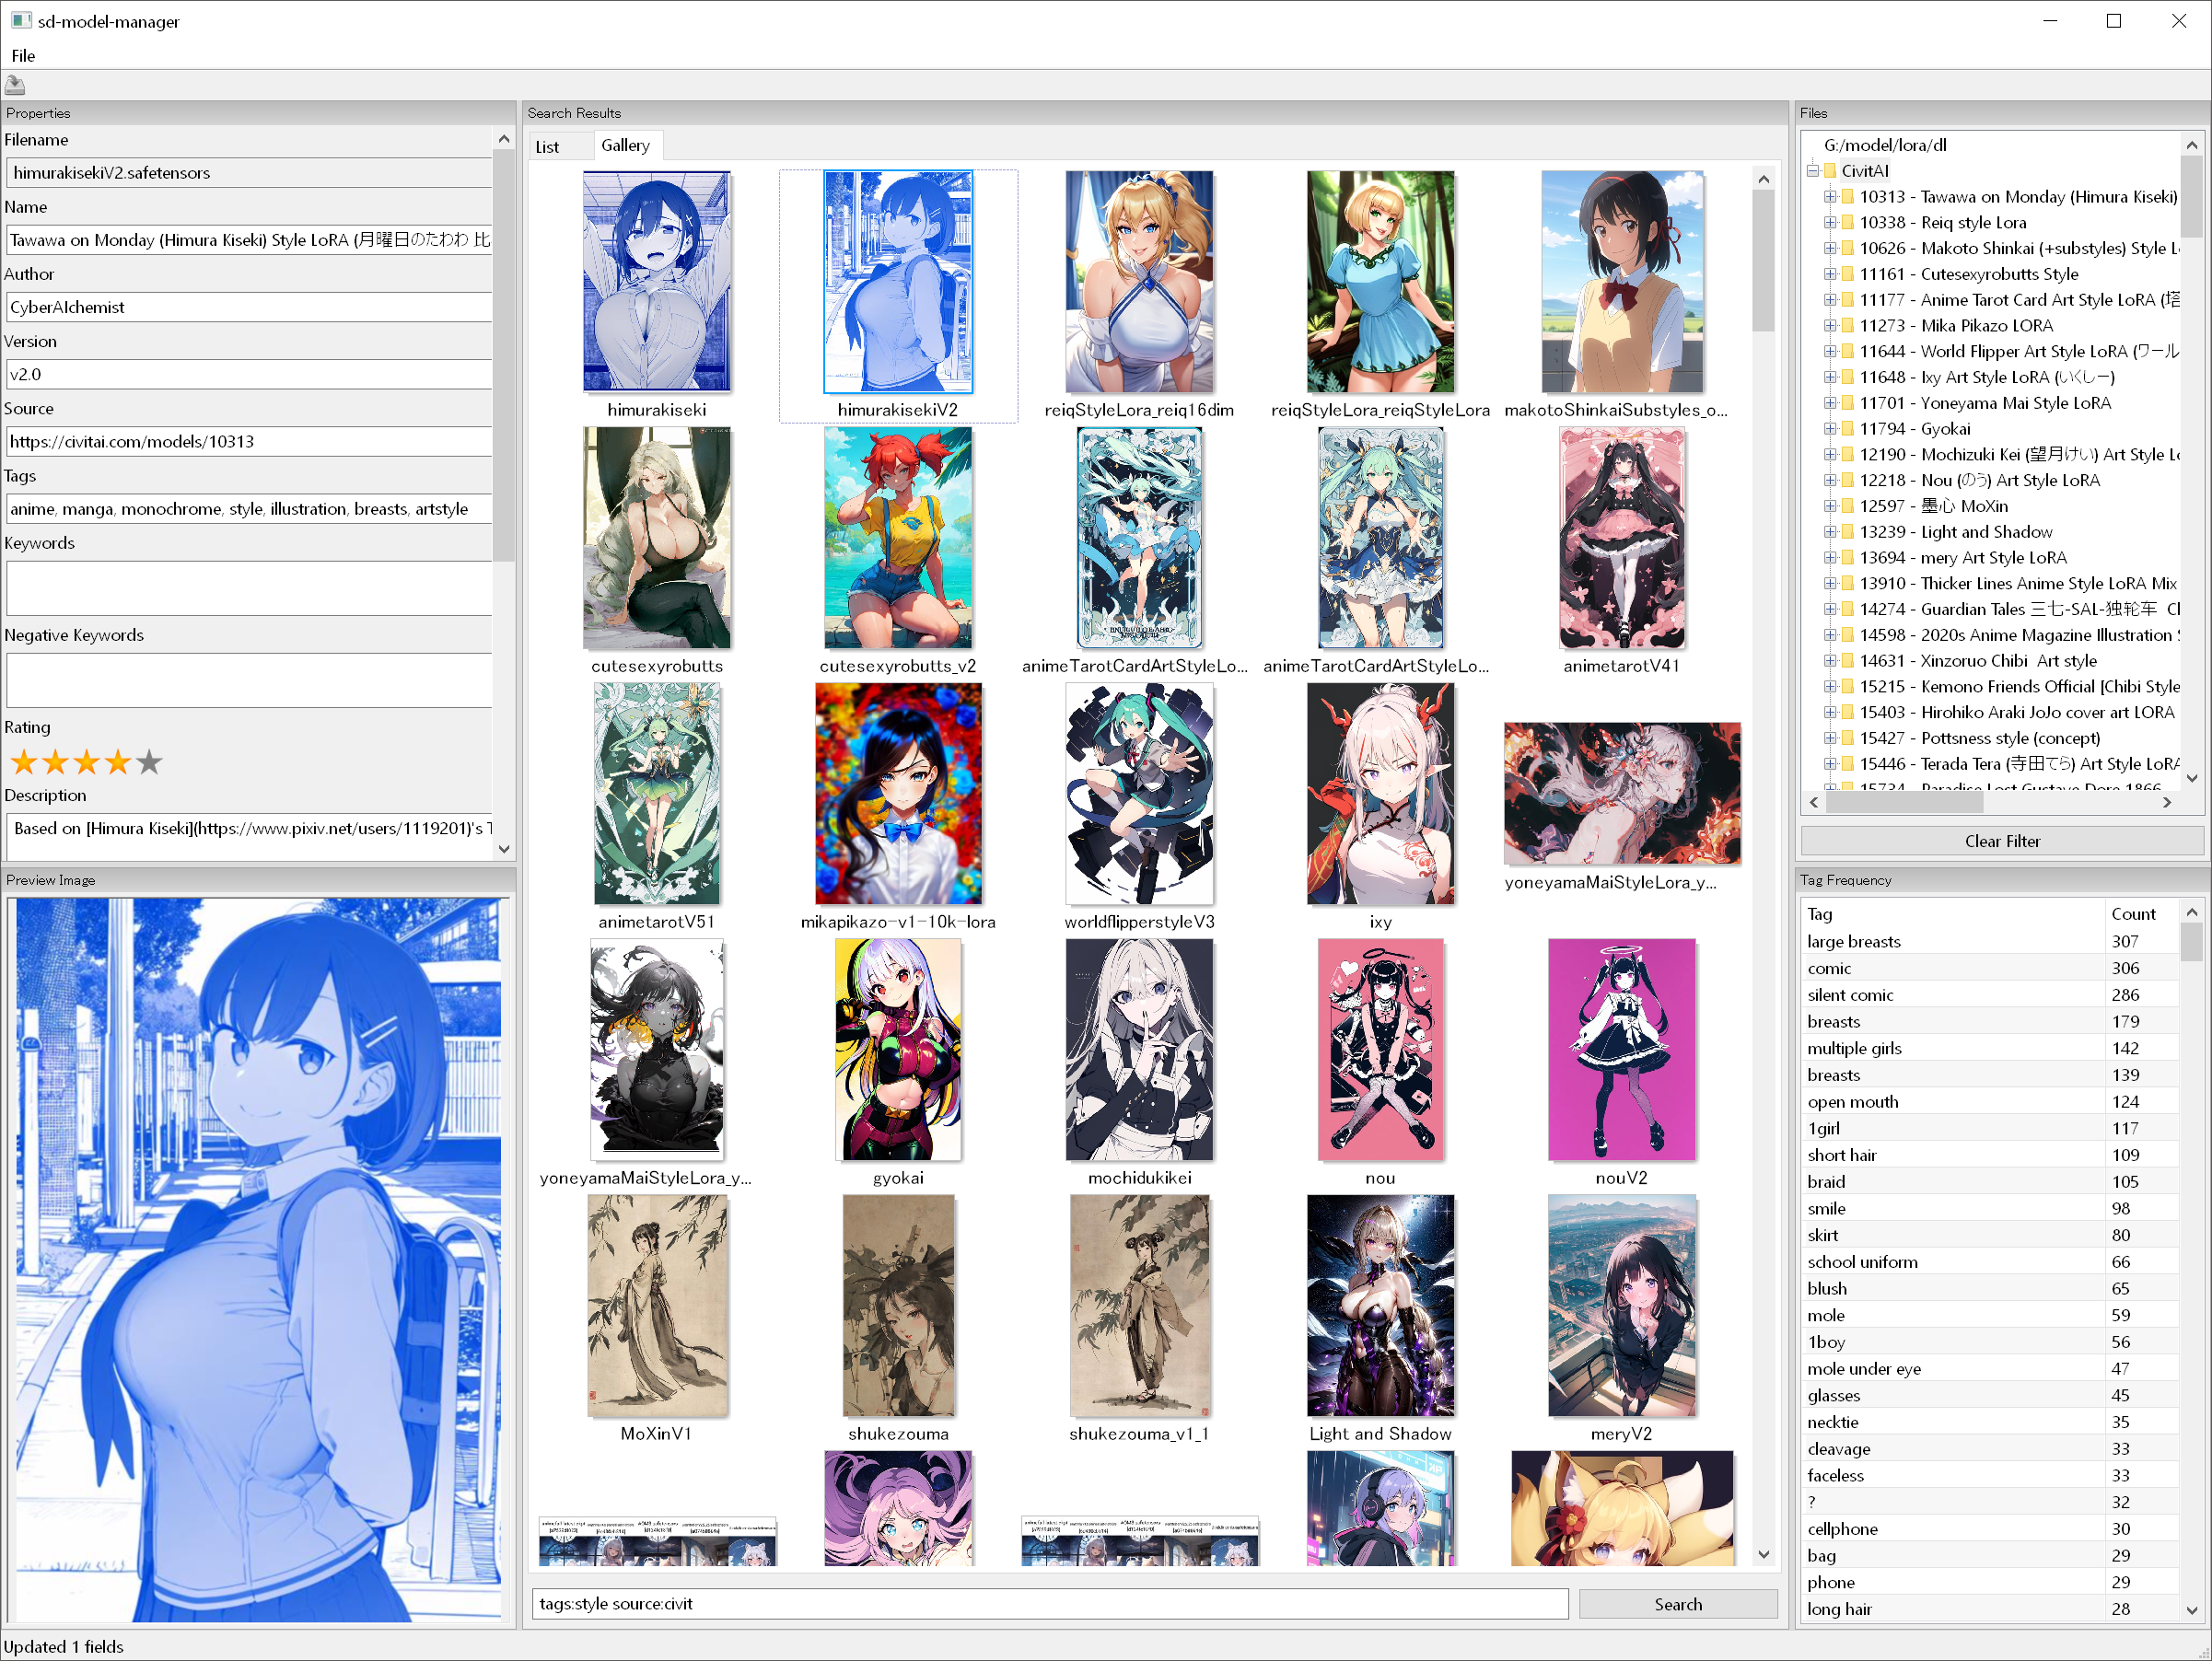 sd-model-manager
File
Properties
Filename
himurakisekiV2.safetensors
Name
Tawawa on Monday (Himura Kiseki) Style LoRA (月曜日のたわわ 比
Author
CyberAIchemist
Version
v2.0
Source
https://civitai.com/models/10313
Tags
anime, manga, monochrome, style, illustration, breasts, artstyle
Keywords
Negative Keywords
Rating
Description
Based on [Himura Kiseki](https://www.pixiv.net/users/1119201)'s T
Preview Image
Search Results
List
Gallery
himurakiseki
himurakisekiV2
reiqStyleLora_reiq16dim
reiqStyleLora_reiqStyleLora
makotoShinkaiSubstyles_o...
cutesexyrobutts
cutesexyrobutts_v2
animeTarotCardArtStyleLo...
animeTarotCardArtStyleLo...
animetarotV41
animetarotV51
mikapikazo-v1-10k-lora
worldflipperstyleV3
ixy
yoneyamaMaiStyleLora_y...
yoneyamaMaiStyleLora_y...
gyokai
mochidukikei
nou
nouV2
MoXinV1
shukezouma
shukezouma_v1_1
Light and Shadow
meryV2
tags:style source:civit
Search
Files
G:/model/lora/dl
CivitAI
10313 - Tawawa on Monday (Himura Kiseki)
10338 - Reiq style Lora
10626 - Makoto Shinkai (+substyles) Style L
11161 - Cutesexyrobutts Style
11177 - Anime Tarot Card Art Style LoRA (塔
11273 - Mika Pikazo LORA
11644 - World Flipper Art Style LoRA (ワール
11648 - Ixy Art Style LoRA (いくしー)
11701 - Yoneyama Mai Style LoRA
11794 - Gyokai
12190 - Mochizuki Kei (望月けい) Art Style Lo
12218 - Nou (のう) Art Style LoRA
12597 - 墨心 MoXin
13239 - Light and Shadow
13694 - mery Art Style LoRA
13910 - Thicker Lines Anime Style LoRA Mix
14274 - Guardian Tales 三七-SAL-独轮车 Cl
14598 - 2020s Anime Magazine Illustration S
14631 - Xinzoruo Chibi Art style
15215 - Kemono Friends Official [Chibi Style
15403 - Hirohiko Araki JoJo cover art LORA
15427 - Pottsness style (concept)
15446 - Terada Tera (寺田てら) Art Style LoRA
15734 - Paradise Lost Gustave Dore 1866
Clear Filter
Tag Frequency
Tag Count
large breasts 307
comic 306
silent comic 286
breasts 179
multiple girls 142
breasts 139
open mouth 124
1girl 117
short hair 109
braid 105
smile 98
skirt 80
school uniform 66
blush 65
mole 59
1boy 56
mole under eye 47
glasses 45
necktie 35
cleavage 33
faceless 33
? 32
cellphone 30
bag 29
phone 29
long hair 28
Updated 1 fields